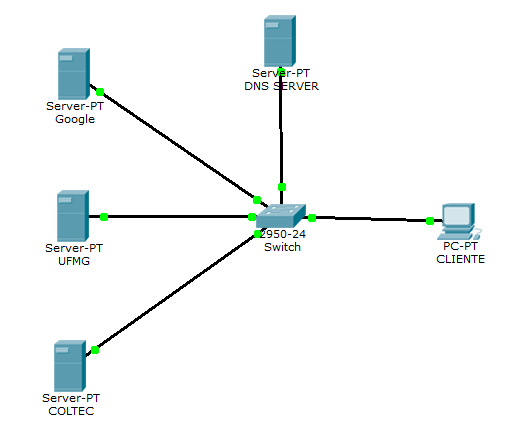 Server-PT
DNS SERVER
Server-PT
Google
Server-PT
UFMG
2950-24
Switch
PC-PT
CLIENTE
Server-PT
COLTEC